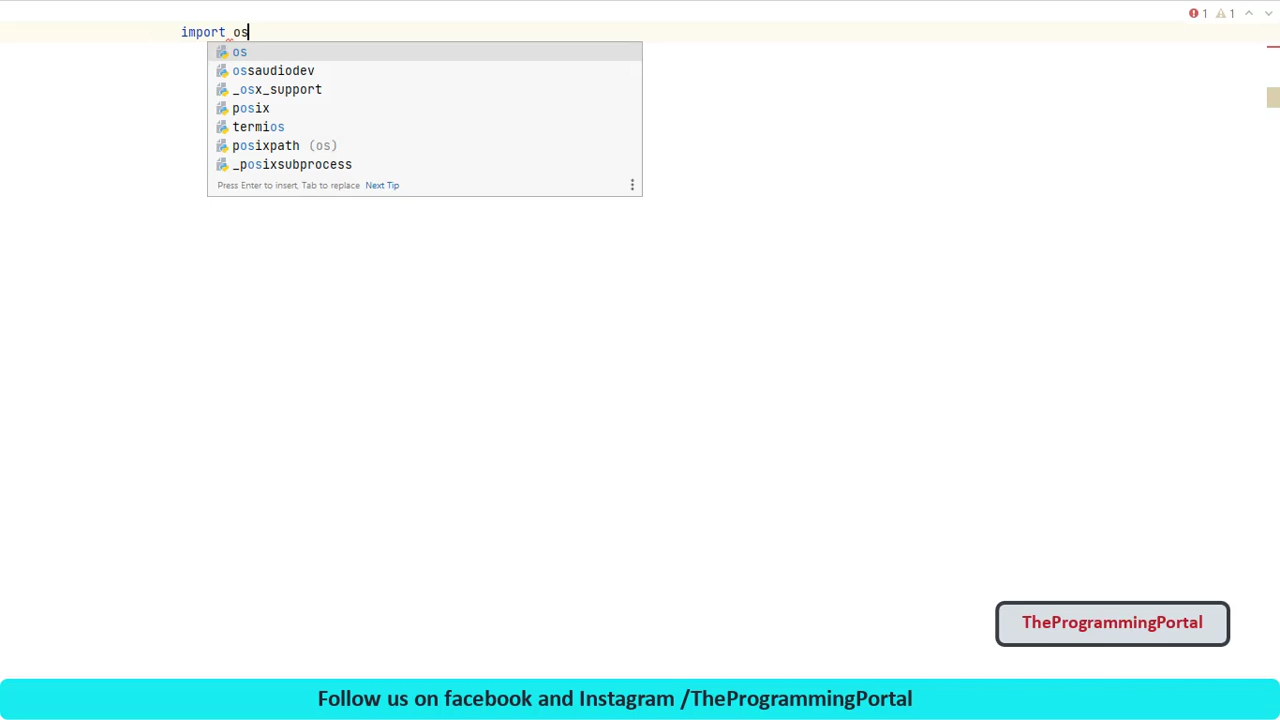 1 1
import os
os
ossaudiodev
_osx_support
posix
termios
posixpath (os)
_posixsubprocess
Press Enter to insert, Tab to replace Next Tip
TheProgrammingPortal
Follow us on facebook and Instagram /TheProgrammingPortal